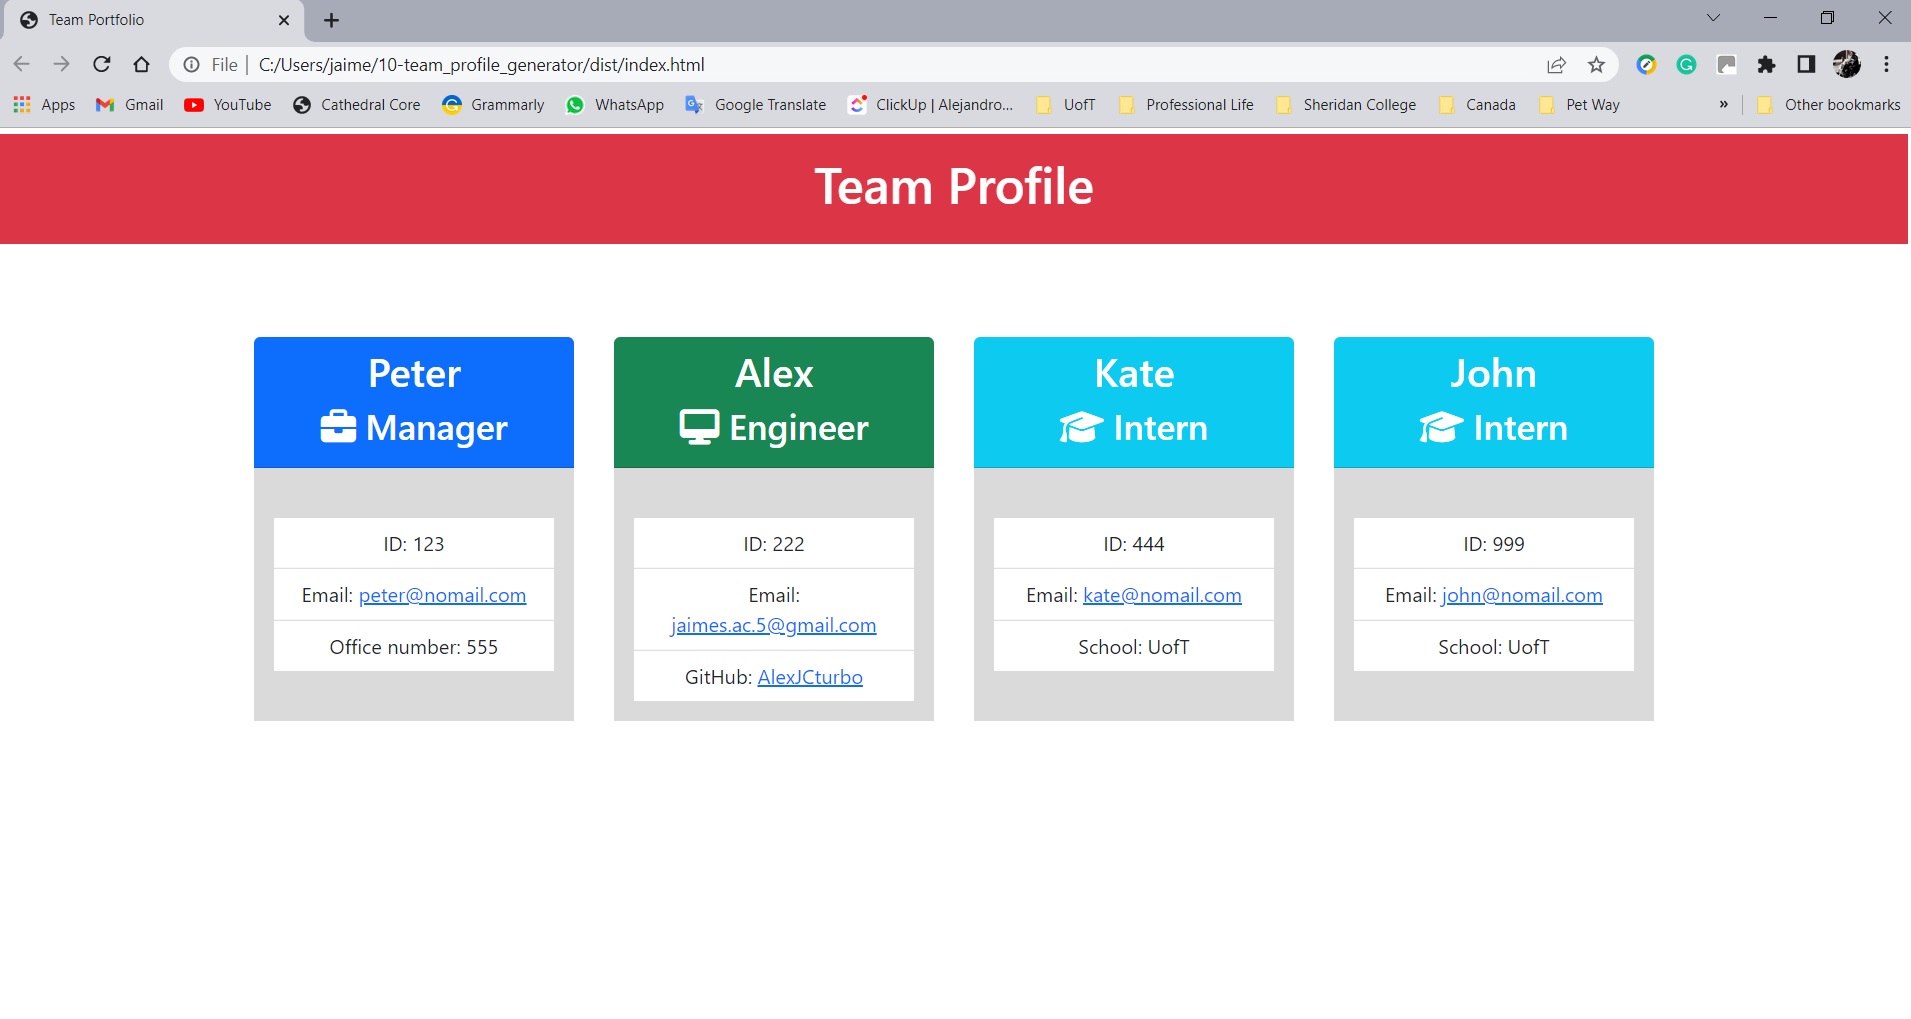 Team Portfolio
File | C:/Users/jaime/10-team_profile_generator/dist/index.html
Apps Gmail YouTube Cathedral Core Grammarly WhatsApp Google Translate ClickUp | Alejandro... UofT Professional Life Sheridan College Canada Pet Way » Other bookmarks
Team Profile
Peter
Manager
ID: 123
Email: peter@nomail.com
Office number: 555
Alex
Engineer
ID: 222
Email:
jaimes.ac.5@gmail.com
GitHub: AlexJCturbo
Kate
Intern
ID: 444
Email: kate@nomail.com
School: UofT
John
Intern
ID: 999
Email: john@nomail.com
School: UofT